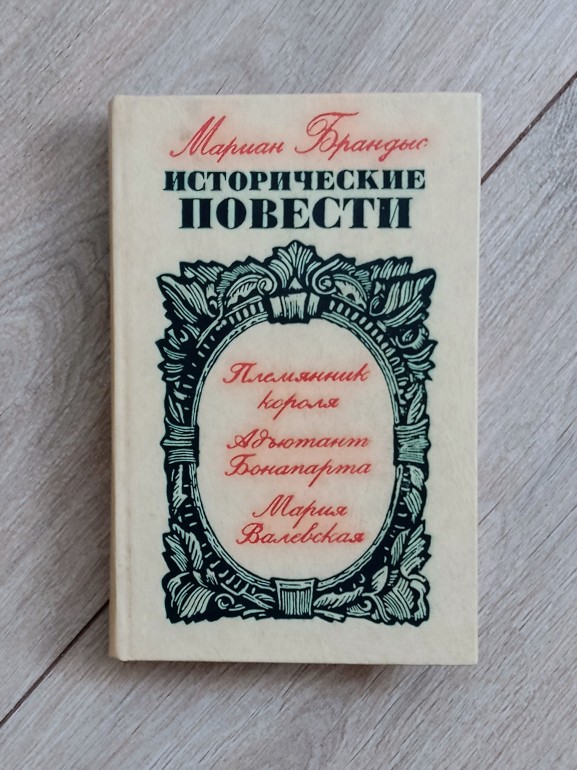 Мариан Брандыс
ИСТОРИЧЕСКИЕ
ПОВЕСТИ
Племянник
короля
Адъютант
Бонапарта
Мария
Валевская